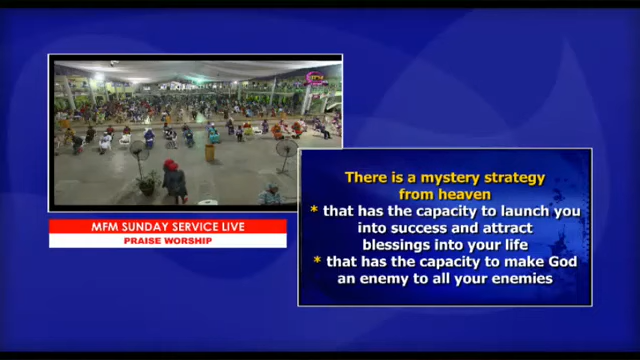 MFM SUNDAY SERVICE LIVE
PRAISE WORSHIP
There is a mystery strategy
from heaven
* that has the capacity to launch you
into success and attract
blessings into your life
* that has the capacity to make God
an enemy to all your enemies